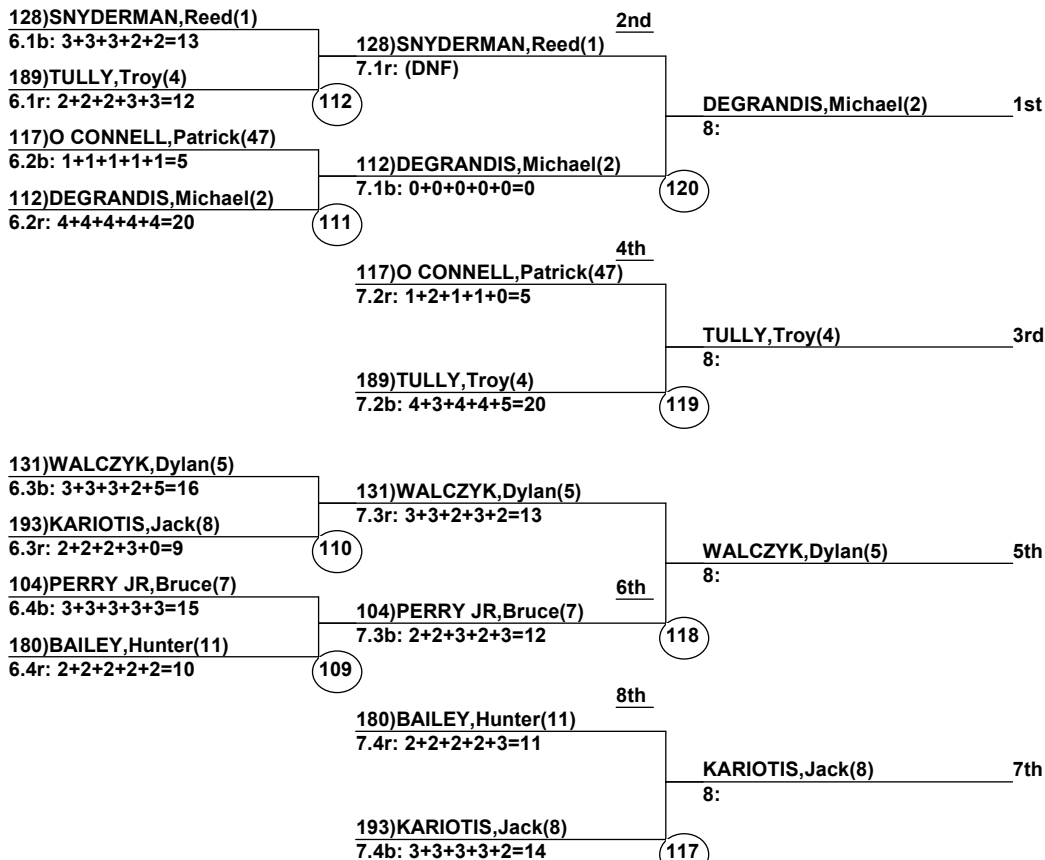 128)SNYDERMAN,Reed(1)
6.1b: 3+3+3+2+2=13
189)TULLY,Troy(4)
6.1r: 2+2+2+3+3=12
112
117)O CONNELL,Patrick(47)
6.2b: 1+1+1+1+1=5
112)DEGRANDIS,Michael(2)
6.2r: 4+4+4+4+4=20
111
2nd
128)SNYDERMAN,Reed(1)
7.1r: (DNF)
112)DEGRANDIS,Michael(2)
7.1b: 0+0+0+0+0=0
120
DEGRANDIS,Michael(2) 1st
8:
4th
117)O CONNELL,Patrick(47)
7.2r: 1+2+1+1+0=5
189)TULLY,Troy(4)
7.2b: 4+3+4+4+5=20
119
TULLY,Troy(4) 3rd
8:
131)WALCZYK,Dylan(5)
6.3b: 3+3+3+2+5=16
193)KARIOTIS,Jack(8)
6.3r: 2+2+2+3+0=9
110
104)PERRY JR,Bruce(7)
6.4b: 3+3+3+3+3=15
180)BAILEY,Hunter(11)
6.4r: 2+2+2+2+2=10
109
131)WALCZYK,Dylan(5)
7.3r: 3+3+2+3+2=13
6th
104)PERRY JR,Bruce(7)
7.3b: 2+2+3+2+3=12
118
WALCZYK,Dylan(5) 5th
8:
8th
180)BAILEY,Hunter(11)
7.4r: 2+2+2+2+3=11
193)KARIOTIS,Jack(8)
7.4b: 3+3+3+3+2=14
117
KARIOTIS,Jack(8) 7th
8: